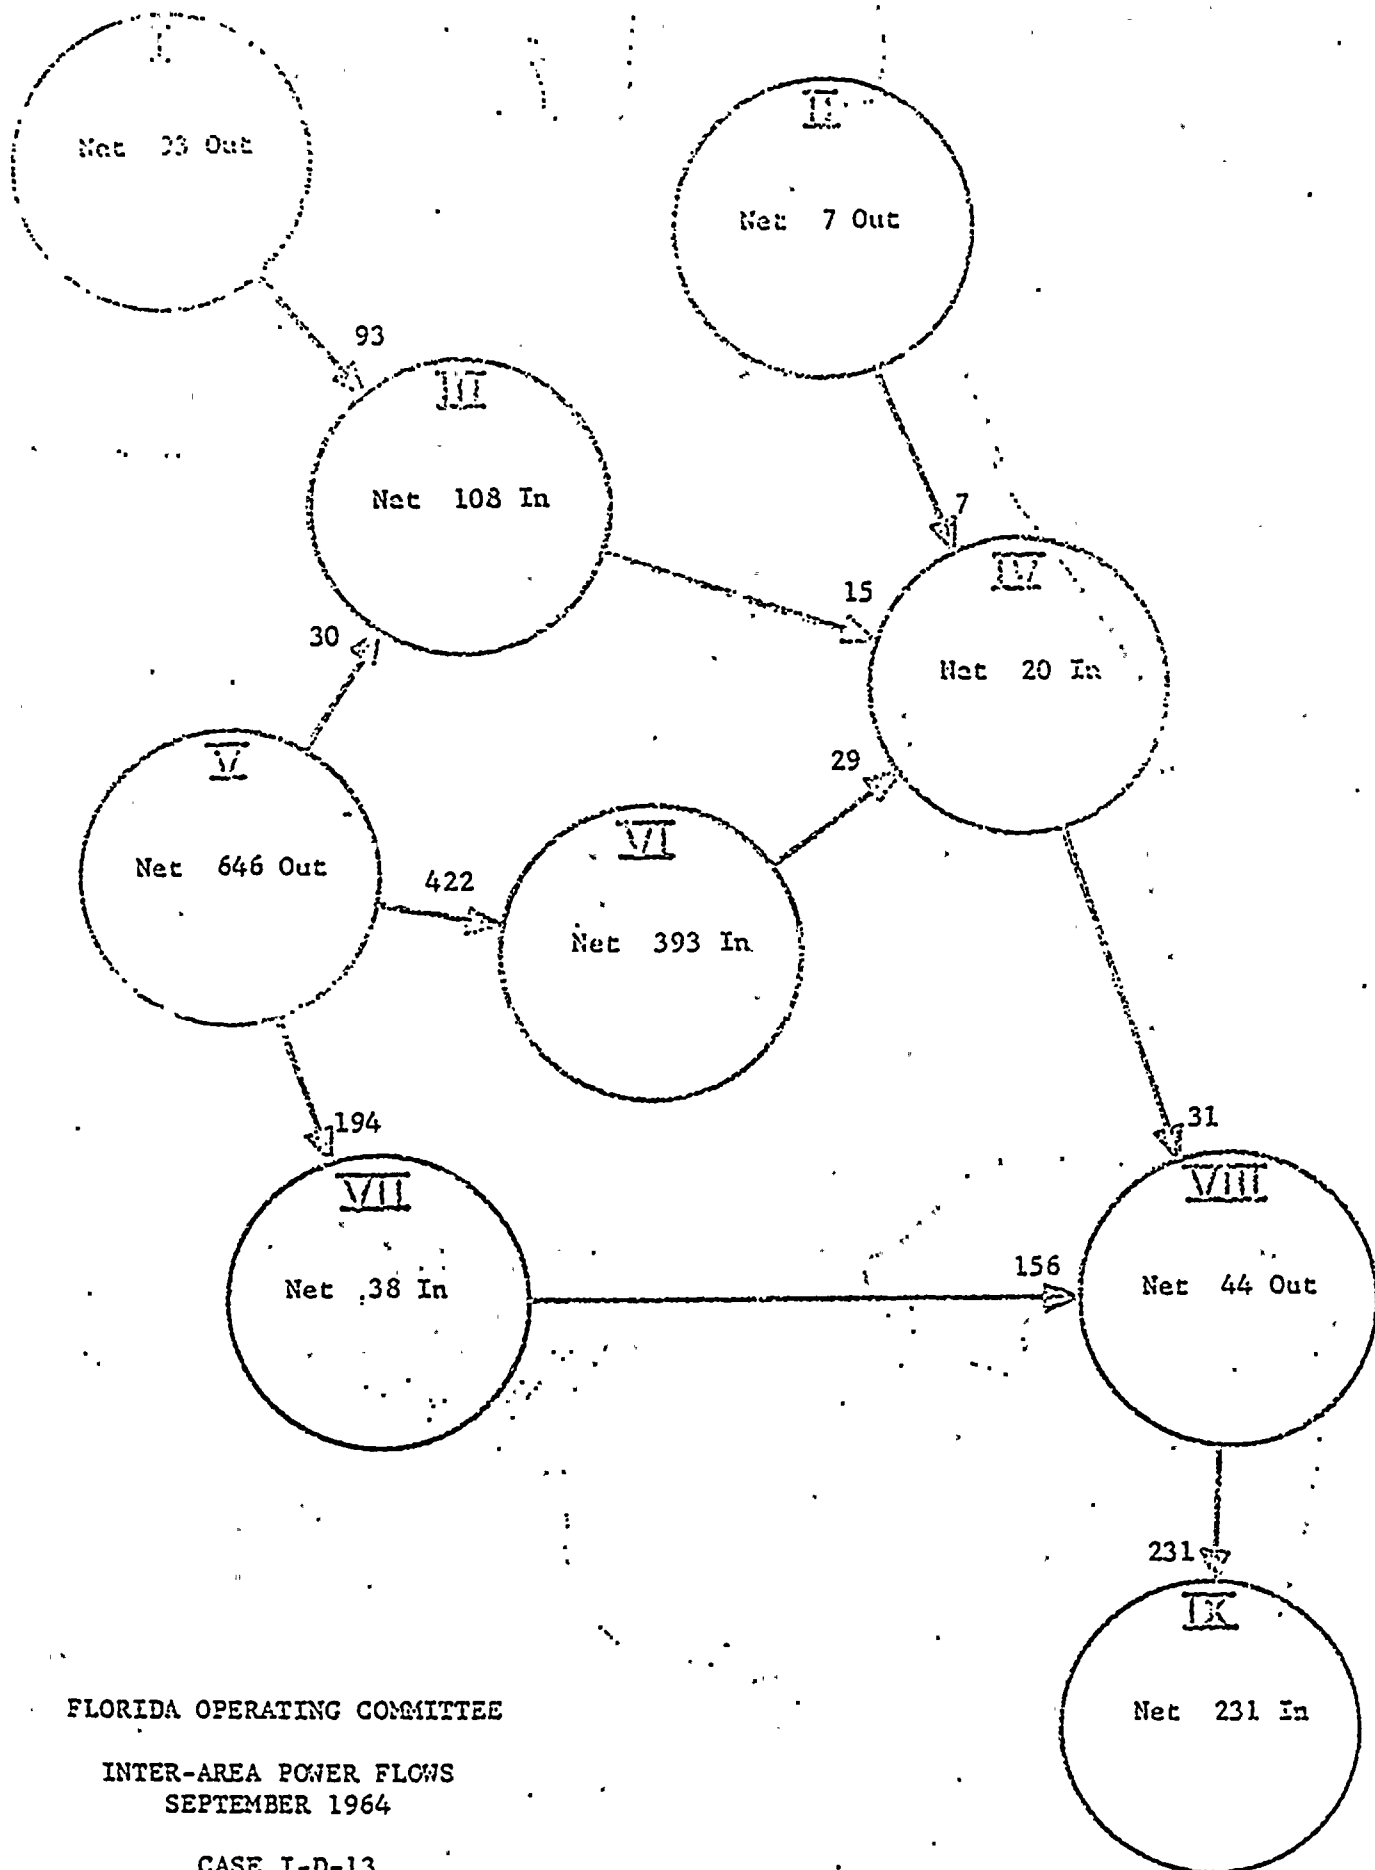 I
Net 93 Out
II
Net 7 Out
93
III
Net 108 In
7
IV
15
Net 20 In
30
V
29
Net 646 Out
VI
422
Net 393 In
194
VII
31
VIII
Net 38 In
156
Net 44 Out
231
IX
Net 231 In
FLORIDA OPERATING COMMITTEE
INTER-AREA POWER FLOWS
SEPTEMBER 1964
CASE I-D-13